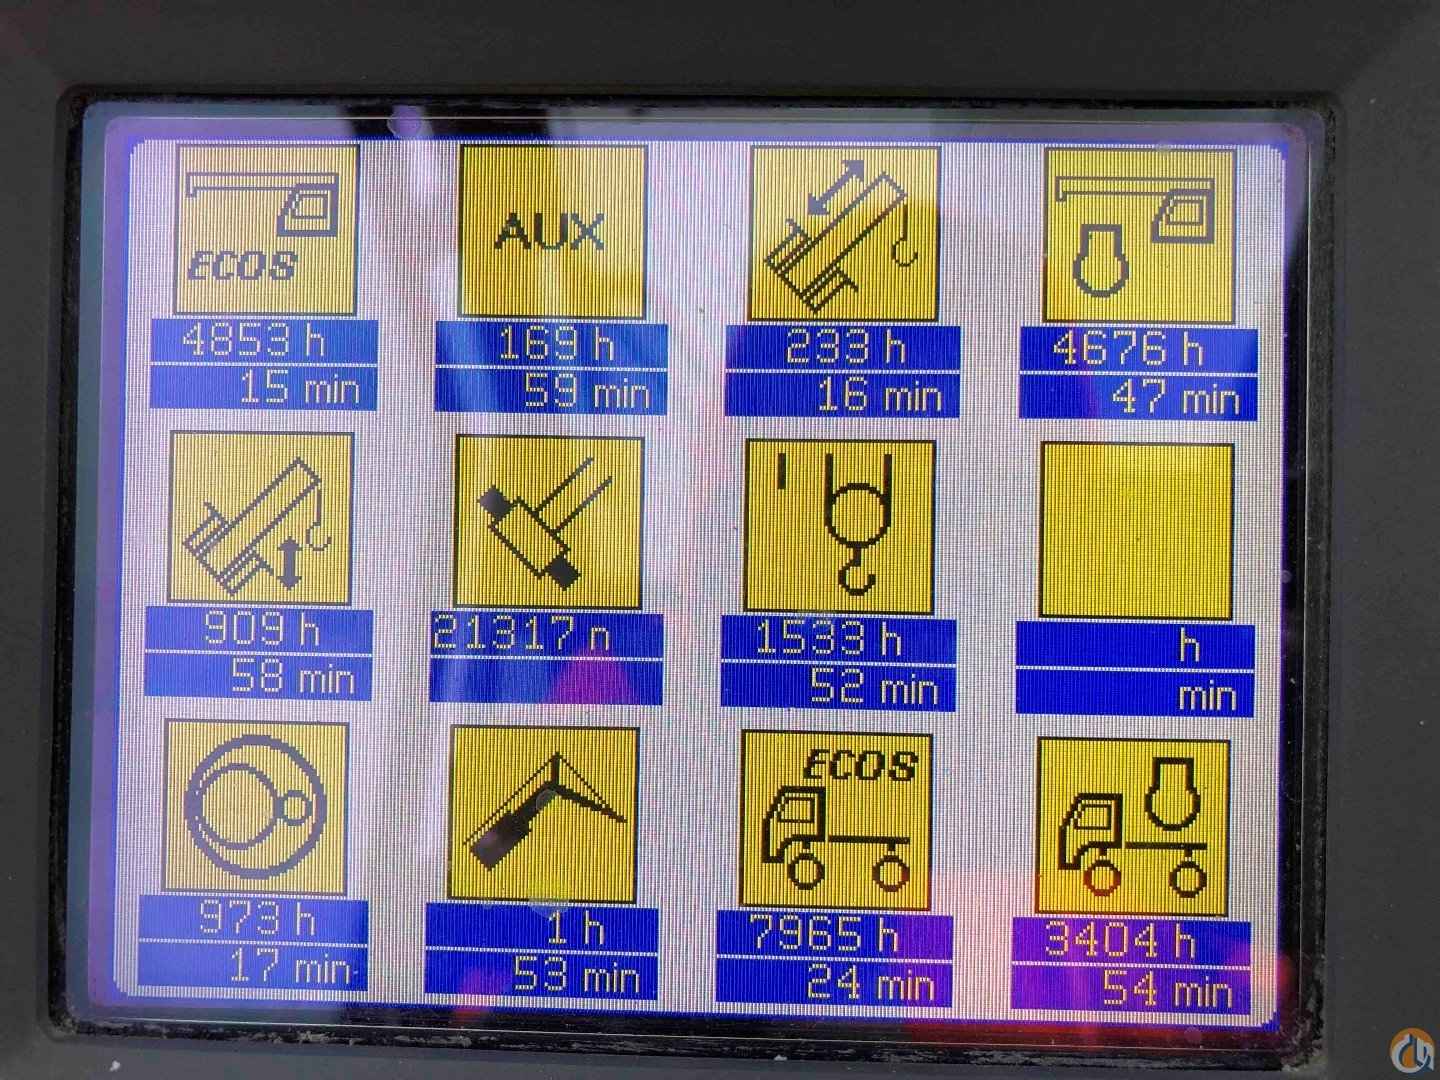 ECOS
4853 h
15 min
AUX
169 h
59 min
233 h
16 min
4676 h
47 min
909 h
58 min
21317 n
1533 h
52 min
h
min
973 h
17 min
1 h
53 min
ECOS
7965 h
24 min
3404 h
54 min